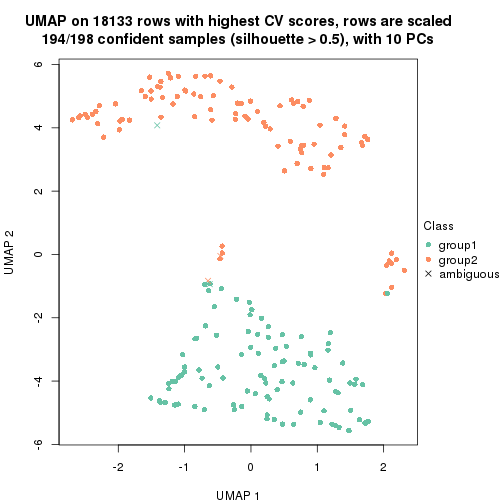 UMAP on 18133 rows with highest CV scores, rows are scaled
194/198 confident samples (silhouette > 0.5), with 10 PCs
6
4
2
0
-2
-4
-6
UMAP 2
-2
-1
0
1
2
UMAP 1
Class
group1
group2
ambiguous